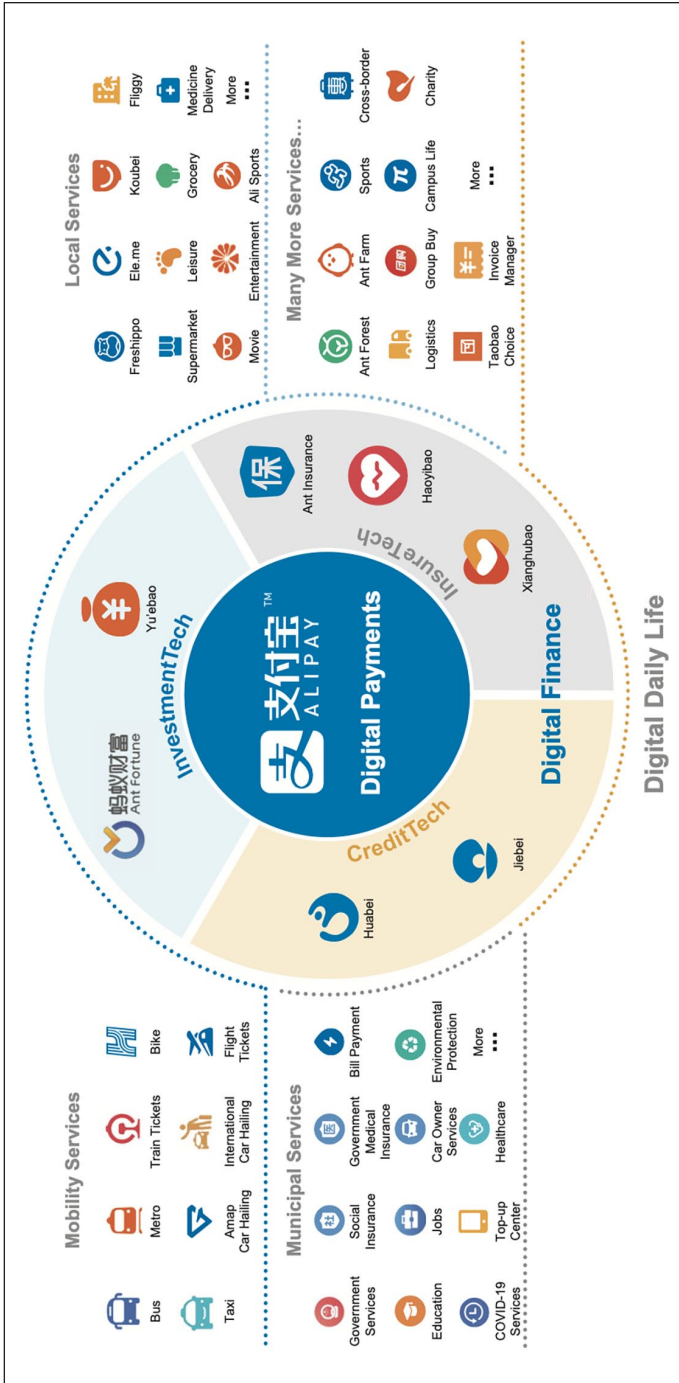 Mobility Services
Bus
Metro
Train Tickets
Bike
Taxi
Amap
Car Hailing
International
Car Hailing
Flight
Tickets
Municipal Services
Government
Services
Social
Insurance
Government
Medical
Insurance
Bill Payment
Education
Jobs
Car Owner
Services
Environmental
Protection
COVID-19
Services
Top-up
Center
Healthcare
More
InvestmentTech
蚂蚁财富
Ant Fortune
Yu'ebao
支付宝™
ALIPAY
Digital Payments
CreditTech
Huabei
Jiebei
InsureTech
保
Ant Insurance
Haoyibao
Xianghubao
Digital Finance
Digital Daily Life
Local Services
Freshippo
Ele.me
Koubei
Fliggy
Supermarket
Leisure
Grocery
Medicine
Delivery
Movie
Entertainment
Ali Sports
More
Many More Services...
Ant Forest
Ant Farm
Sports
Cross-border
Logistics
Group Buy
Campus Life
Charity
Taobao
Choice
Invoice
Manager
More